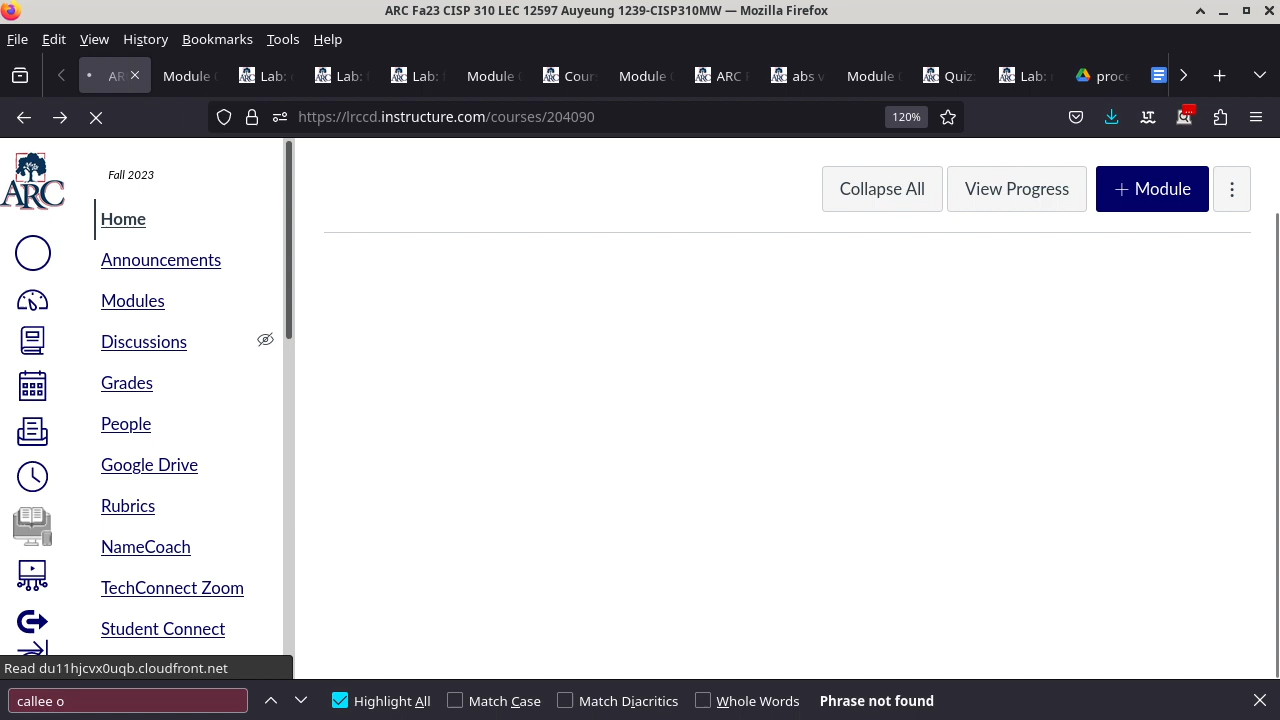 ARC Fa23 CISP 310 LEC 12597 Auyeung 1239-CISP310MW — Mozilla Firefox
File Edit View History Bookmarks Tools Help
AR Module Lab: Lab: Lab: Module Cour Module ARC abs v Module Quiz: Lab: proce
https://lrccd.instructure.com/courses/204090 120%
ARC
Fall 2023
Collapse All View Progress + Module
Home
Announcements
Modules
Discussions
Grades
People
Google Drive
Rubrics
NameCoach
TechConnect Zoom
Student Connect
Read du11hjcvx0uqb.cloudfront.net
callee o Highlight All Match Case Match Diacritics Whole Words Phrase not found